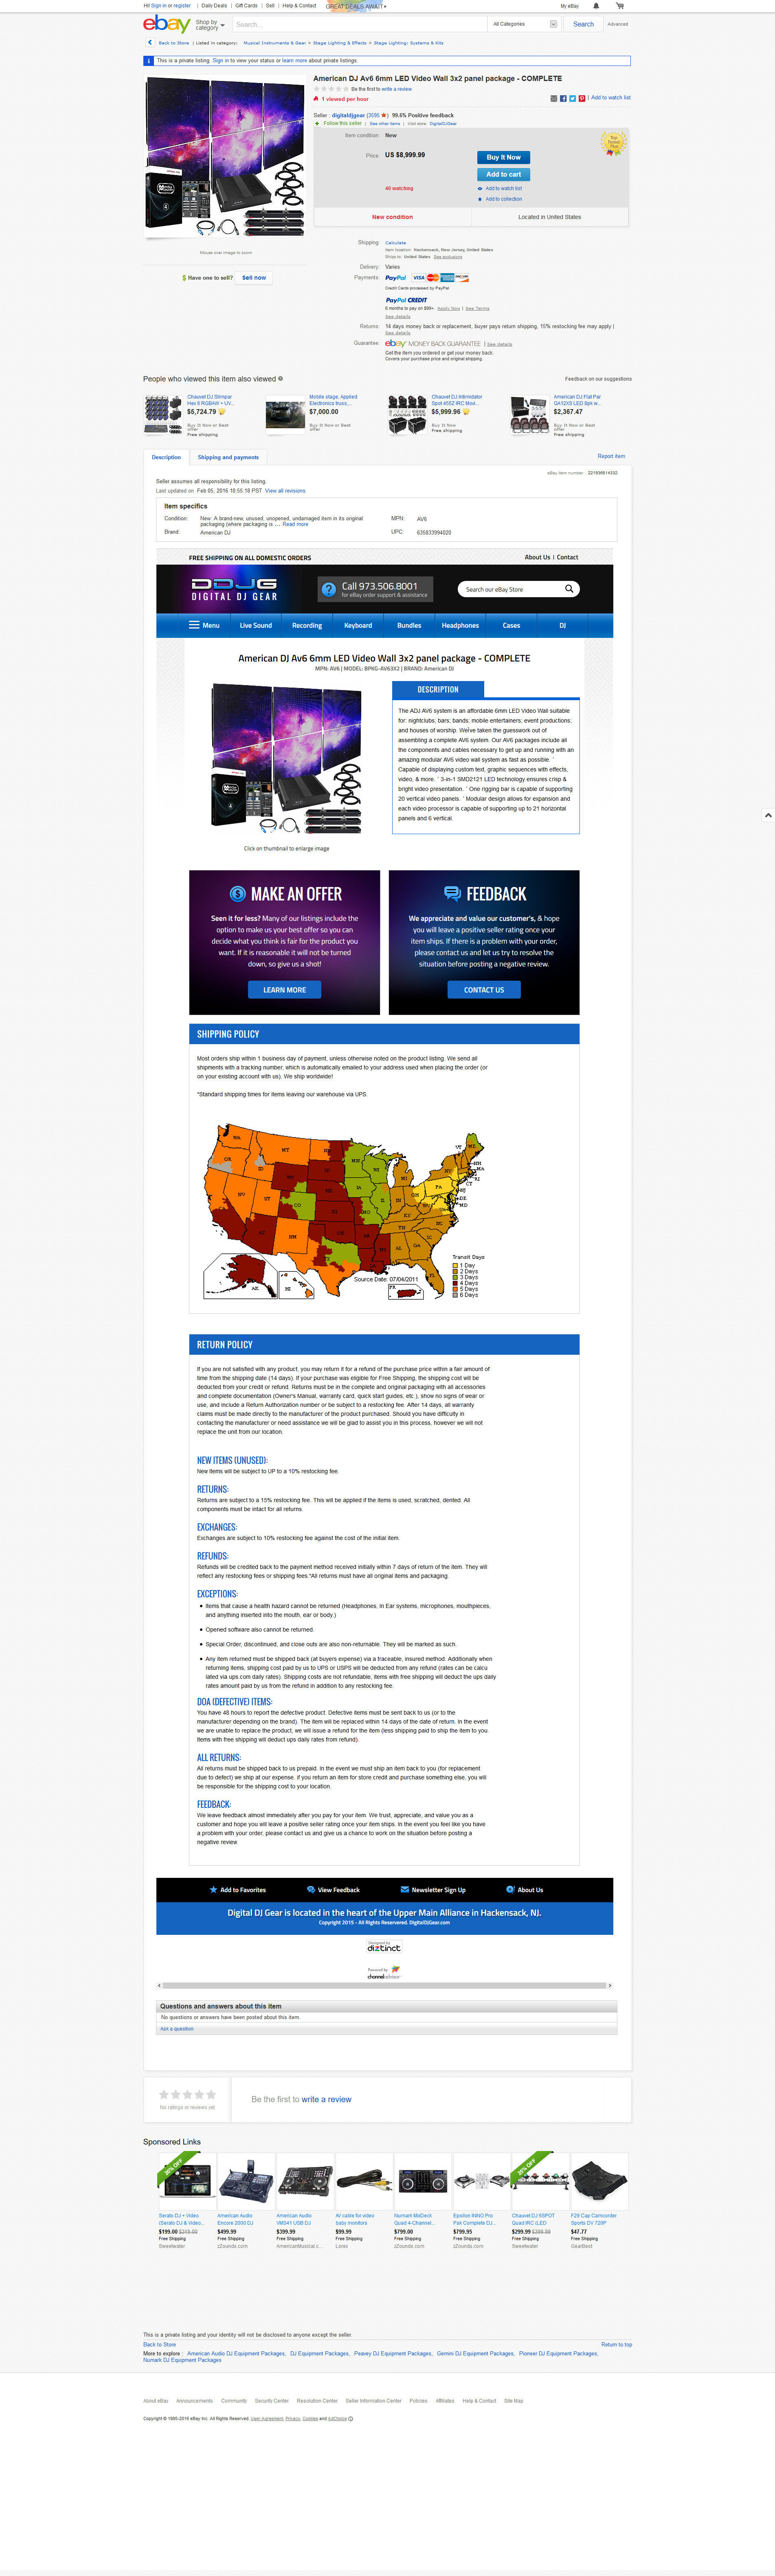 Hi! Sign in or register | Daily Deals | Gift Cards | Sell | Help & Contact GREAT DEALS AWAIT
My eBay
ebay Shop by category Search... All Categories Search Advanced
Back to Store | Listed in category: Musical Instruments & Gear > Stage Lighting & Effects > Stage Lighting: Systems & Kits
This is a private listing. Sign in to view your status or learn more about private listings.
American DJ Av6 6mm LED Video Wall 3x2 panel package - COMPLETE
Be the first to write a review
1 viewed per hour
| Add to watch list
Seller : digitaldjgear (3595 ) 99.6% Positive feedback
+ Follow this seller | See other items | Visit store: DigitalDJGear
Item condition: New
Top Rated Plus
Price: US $8,999.99
Buy It Now
Add to cart
40 watching
Add to watch list
Add to collection
New condition
Located in United States
Mouse over image to zoom
Have one to sell? Sell now
Shipping: Calculate
Item location: Hackensack, New Jersey, United States
Ships to: United States See exclusions
Delivery: Varies
Payments: PayPal VISA
Credit Cards processed by PayPal
PayPal CREDIT
6 months to pay on $99+. Apply Now | See Terms
See details
Returns: 14 days money back or replacement, buyer pays return shipping, 15% restocking fee may apply |
See details
Guarantee: ebay MONEY BACK GUARANTEE | See details
Get the item you ordered or get your money back.
Covers your purchase price and original shipping.
People who viewed this item also viewed
Feedback on our suggestions
Chauvet DJ Slimpar
Hex 6 RGBAW + UV...
$5,724.79
Buy It Now or Best
offer
Free shipping
Mobile stage, Applied
Electronics truss,...
$7,000.00
Buy It Now or Best
offer
Chauvet DJ Intimidator
Spot 455Z IRC Movi...
$5,999.96
Buy It Now
Free shipping
American DJ Flat Par
QA12XS LED 8pk w...
$2,367.47
Buy It Now or Best
offer
Free shipping
Description
Shipping and payments
Report item
eBay item number: 221936614332
Seller assumes all responsibility for this listing.
Last updated on Feb 05, 2016 10:55:18 PST View all revisions
Item specifics
Condition: New: A brand-new, unused, unopened, undamaged item in its original
packaging (where packaging is ... Read more
MPN: AV6
Brand: American DJ
UPC: 635833994020
FREE SHIPPING ON ALL DOMESTIC ORDERS
About Us | Contact
DDJG
DIGITAL DJ GEAR
Call 973.506.8001
for eBay order support & assistance
Search our eBay Store
Menu Live Sound Recording Keyboard Bundles Headphones Cases DJ
American DJ Av6 6mm LED Video Wall 3x2 panel package - COMPLETE
MPN: AV6 | MODEL: BPKG-AV63X2 | BRAND: American DJ
DESCRIPTION
The ADJ AV6 system is an affordable 6mm LED Video Wall suitable
for: nightclubs; bars; bands; mobile entertainers; event productions;
and houses of worship. We've taken the guesswork out of
assembling a complete AV6 system. Our AV6 packages include all
the components and cables necessary to get up and running with an
amazing modular AV6 video wall system as fast as possible. `
Capable of displaying custom text, graphic sequences with effects,
video, & more. ` 3-in-1 SMD2121 LED technology ensures crisp &
bright video presentation. ` One rigging bar is capable of supporting
20 vertical video panels. ` Modular design allows for expansion and
each video processor is capable of supporting up to 21 horizontal
panels and 6 vertical.
Click on thumbnail to enlarge image
MAKE AN OFFER
Seen it for less? Many of our listings include the
option to make us your best offer so you can
decide what you think is fair for the product you
want. If it is reasonable it will not be turned
down, so give us a shot!
LEARN MORE
FEEDBACK
We appreciate and value our customer's, & hope
you will leave a positive seller rating once your
item ships. If there is a problem with your order,
please contact us and let us try to resolve the
situation before posting a negative review.
CONTACT US
SHIPPING POLICY
Most orders ship within 1 business day of payment, unless otherwise noted on the product listing. We send all
shipments with a tracking number, which is automatically emailed to your address used when placing the order (or
on your existing account with us). We ship worldwide!
*Standard shipping times for items leaving our warehouse via UPS.
WA OR ID NV UT AZ MT WY CO NM ND MN IA WI IL MI IN KY TN AL GA FL PA NY VT ME NH MA RI CT NJ DE MD AK HI PR
Transit Days
1 Day
2 Days
3 Days
4 Days
5 Days
6 Days
Source Date: 07/04/2011
RETURN POLICY
If you are not satisfied with any product, you may return it for a refund of the purchase price within a fair amount of
time from the shipping date (14 days). If your purchase was eligible for Free Shipping, the shipping cost will be
deducted from your credit or refund. Returns must be in the complete and original packaging with all accessories
and complete documentation (Owner's Manual, warranty card, quick start guides, etc.), show no signs of wear or
use, and include a Return Authorization number or be subject to a restocking fee. After 14 days, all warranty
claims must be made directly to the manufacturer of the product purchased. Should you have difficulty in
contacting the manufacturer or need assistance we will be glad to assist you in this process, however we will not
replace the unit from our location.
NEW ITEMS (UNUSED):
New items will be subject to UP to a 10% restocking fee.
RETURNS:
Returns are subject to a 15% restocking fee. This will be applied if the items is used, scratched, dented. All
components must be intact for all returns.
EXCHANGES:
Exchanges are subject to 10% restocking fee against the cost of the initial item.
REFUNDS:
Refunds will be credited back to the payment method received initially within 7 days of return of the item. They will
reflect any restocking fees or shipping fees.*All returns must have all original items and packaging.
EXCEPTIONS:
Items that cause a health hazard cannot be returned (Headphones, In Ear systems, microphones, mouthpieces,
and anything inserted into the mouth, ear or body.)
Opened software also cannot be returned.
Special Order, discontinued, and close outs are also non-returnable. They will be marked as such.
Any item returned must be shipped back (at buyers expense) via a traceable, insured method. Additionally when
returning items, shipping cost paid by us to UPS or USPS will be deducted from any refund (rates can be calcu
lated via ups.com daily rates). Shipping costs are not refundable, items with free shipping will deduct the ups daily
rates amount paid by us from the refund in addition to any restocking fee.
DOA (DEFECTIVE) ITEMS:
You have 48 hours to report the defective product. Defective items must be sent back to us (or to the
manufacturer depending on the brand). The item will be replaced within 14 days of the date of return. In the event
we are unable to replace the product, we will issue a refund for the item (less shipping paid to ship the item to you.
Items with free shipping will deduct ups daily rates from refund).
ALL RETURNS:
All returns must be shipped back to us prepaid. In the event we must ship an item back to you (for replacement
due to defect) we ship at our expense. If you return an item for store credit and purchase something else, you will
be responsible for the shipping cost to your location
FEEDBACK:
We leave feedback almost immediately after you pay for your item. We trust, appreciate, and value you as a
customer and hope you will leave a positive seller rating once your item ships. In the event you feel like you have
a problem with your order, please contact us and give us a chance to work on the situation before posting a
negative review.
Add to Favorites View Feedback Newsletter Sign Up About Us
Digital DJ Gear is located in the heart of the Upper Main Alliance in Hackensack, NJ.
Copyright 2015 - All Rights Reservered. DigitalDJGear.com
Designed by
diztinct
Powered by
channeladvisor
Questions and answers about this item
No questions or answers have been posted about this item.
Ask a question
No ratings or reviews yet
Be the first to write a review
Sponsored Links
20% OFF
Serato DJ + Video
(Serato DJ & Video...
$199.00 $249.00
Free Shipping
Sweetwater
American Audio
Encore 2000 DJ
$499.99
Free Shipping
zZounds.com
American Audio
VMS41 USB DJ
$399.99
Free Shipping
AmericanMusical.c...
AV cable for video
baby monitors
$99.99
Free Shipping
Lorex
Numark MixDeck
Quad 4-Channel...
$799.00
Free Shipping
zZounds.com
Epsilon INNO Pro
Pak Complete DJ...
$799.95
Free Shipping
zZounds.com
Chauvet DJ 6SPOT
Quad IRC (LED
$299.99 $399.99
Free Shipping
Sweetwater
F29 Cap Camcorder
Sports DV 720P
$47.77
Free Shipping
GearBest
This is a private listing and your identity will not be disclosed to anyone except the seller.
Back to Store
Return to top
More to explore : American Audio DJ Equipment Packages, DJ Equipment Packages, Peavey DJ Equipment Packages, Gemini DJ Equipment Packages, Pioneer DJ Equipment Packages,
Numark DJ Equipment Packages
About eBay Announcements Community Security Center Resolution Center Seller Information Center Policies Affiliates Help & Contact Site Map
Copyright © 1995-2016 eBay Inc. All Rights Reserved. User Agreement, Privacy, Cookies and AdChoice